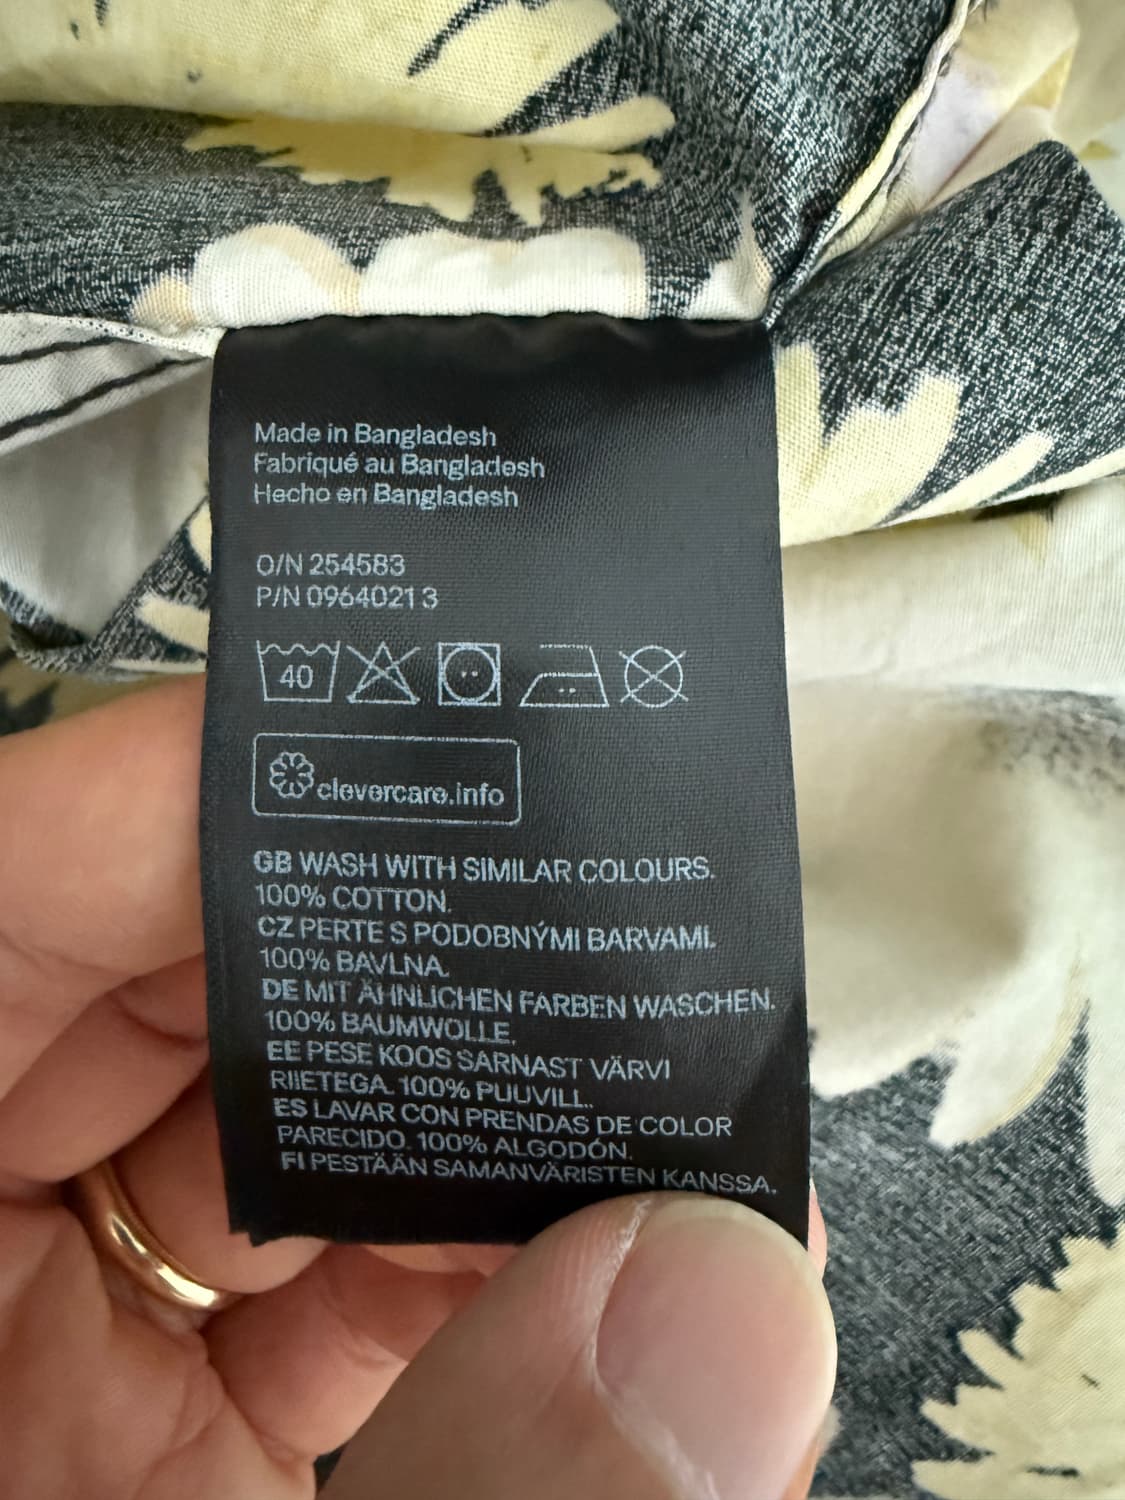 Made in Bangladesh
Fabriqué au Bangladesh
Hecho en Bangladesh
O/N 254583
P/N 09640213
40
clevercare.info
GB WASH WITH SIMILAR COLOURS.
100% COTTON.
CZ PERTE S PODOBNÝMI BARVAMI.
100% BAVLNA.
DE MIT ÄHNLICHEN FARBEN WASCHEN.
100% BAUMWOLLE.
EE PESE KOOS SARNAST VÄRVI
RIIETEGA. 100% PUUVILL.
ES LAVAR CON PRENDAS DE COLOR
PARECIDO. 100% ALGODÓN.
FI PESTÄÄN SAMANVÄRISTEN KANSSA.